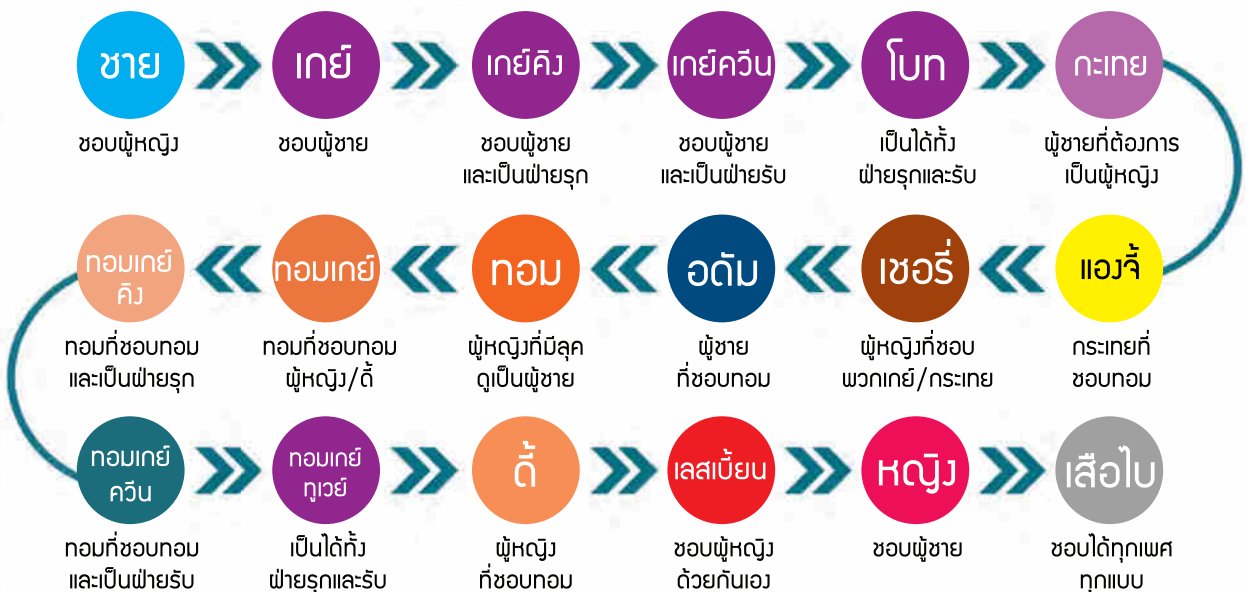 ชาย
ชอบผู้หญิง
เกย์
ชอบผู้ชาย
เกย์คิง
ชอบผู้ชาย
และเป็นฝ่ายรุก
เกย์ควีน
ชอบผู้ชาย
และเป็นฝ่ายรับ
โบท
เป็นได้ทั้ง
ฝ่ายรุกและรับ
กะเทย
ผู้ชายที่ต้องการ
เป็นผู้หญิง
แองจี้
กระเทยที่
ชอบทอม
เชอรี่
ผู้หญิงที่ชอบ
พวกเกย์/กระเทย
อดัม
ผู้ชาย
ที่ชอบทอม
ทอม
ผู้หญิงที่มีลุค
ดูเป็นผู้ชาย
ทอมเกย์
ทอมที่ชอบทอม
ผู้หญิง/ดี้
ทอมเกย์
คิง
ทอมที่ชอบทอม
และเป็นฝ่ายรุก
ทอมเกย์
ควีน
ทอมที่ชอบทอม
และเป็นฝ่ายรับ
ทอมเกย์
ทูเวย์
เป็นได้ทั้ง
ฝ่ายรุกและรับ
ดี้
ผู้หญิง
ที่ชอบทอม
เลสเบี้ยน
ชอบผู้หญิง
ด้วยกันเอง
หญิง
ชอบผู้ชาย
เสือไบ
ชอบได้ทุกเพศ
ทุกแบบ